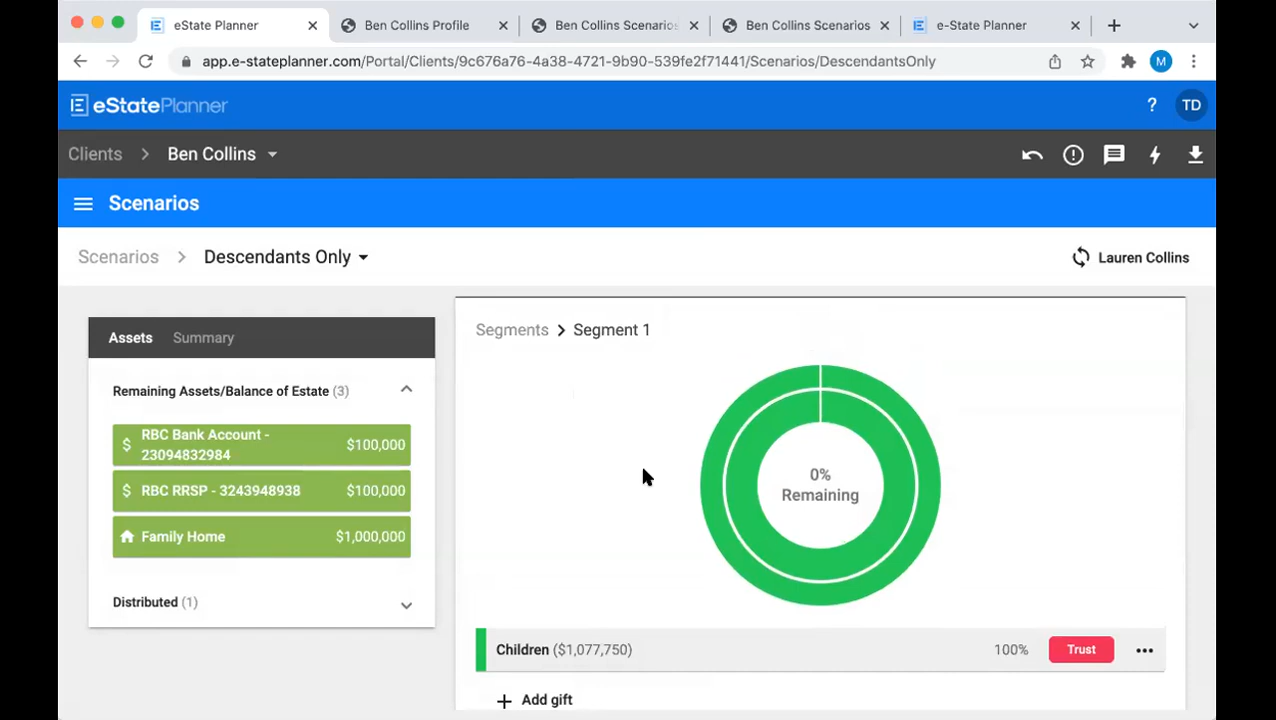 eState Planner
Ben Collins Profile
Ben Collins Scenarios
Ben Collins Scenarios
e-State Planner
app.e-stateplanner.com/Portal/Clients/9c676a76-4a38-4721-9b90-539fe2f71441/Scenarios/DescendantsOnly
M
eStatePlanner
?
TD
Clients
Ben Collins
Scenarios
Scenarios
Descendants Only
Lauren Collins
Assets
Summary
Segments
Segment 1
Remaining Assets/Balance of Estate (3)
$
RBC Bank Account -
23094832984
$100,000
$
RBC RRSP - 3243948938
$100,000
Family Home
$1,000,000
0%
Remaining
Distributed (1)
Children ($1,077,750)
100%
Trust
Add gift